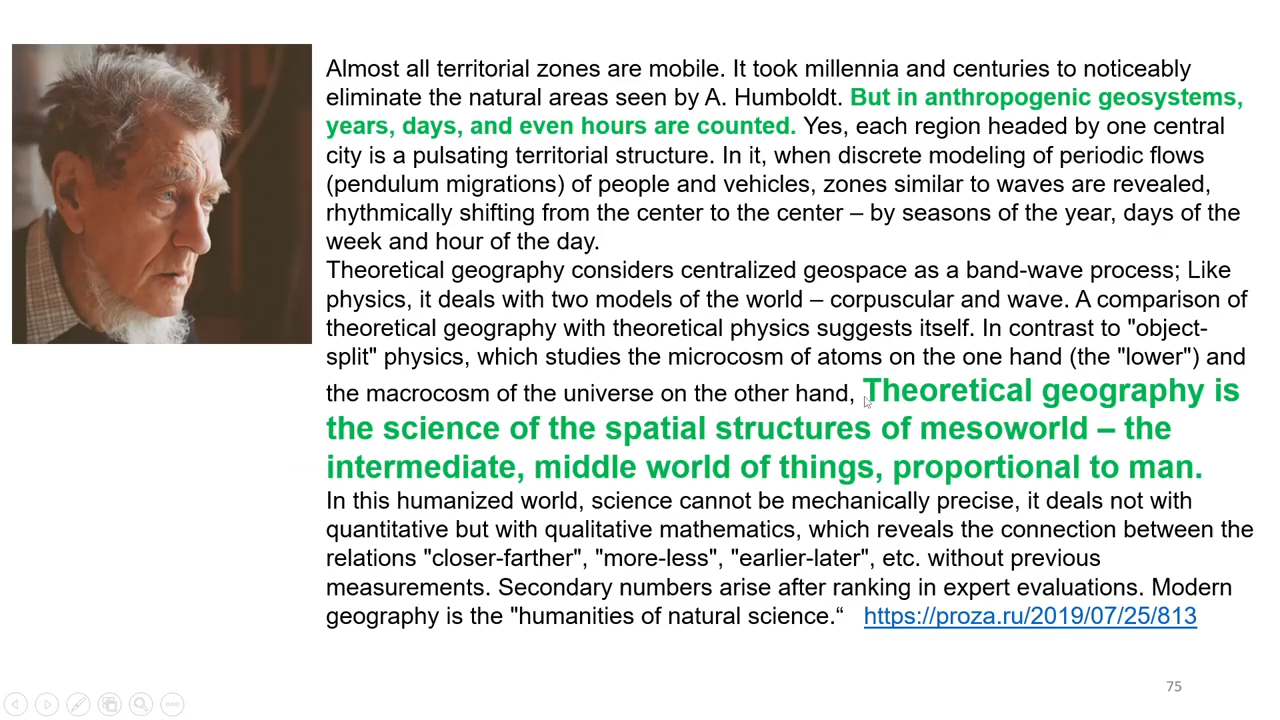 Almost all territorial zones are mobile. It took millennia and centuries to noticeably
eliminate the natural areas seen by A. Humboldt. But in anthropogenic geosystems,
years, days, and even hours are counted. Yes, each region headed by one central
city is a pulsating territorial structure. In it, when discrete modeling of periodic flows
(pendulum migrations) of people and vehicles, zones similar to waves are revealed,
rhythmically shifting from the center to the center – by seasons of the year, days of the
week and hour of the day.
Theoretical geography considers centralized geospace as a band-wave process; Like
physics, it deals with two models of the world – corpuscular and wave. A comparison of
theoretical geography with theoretical physics suggests itself. In contrast to "object-
split" physics, which studies the microcosm of atoms on the one hand (the "lower") and
the macrocosm of the universe on the other hand, Theoretical geography is
the science of the spatial structures of mesoworld – the
intermediate, middle world of things, proportional to man.
In this humanized world, science cannot be mechanically precise, it deals not with
quantitative but with qualitative mathematics, which reveals the connection between the
relations "closer-farther", "more-less", "earlier-later", etc. without previous
measurements. Secondary numbers arise after ranking in expert evaluations. Modern
geography is the "humanities of natural science.“ https://proza.ru/2019/07/25/813
75